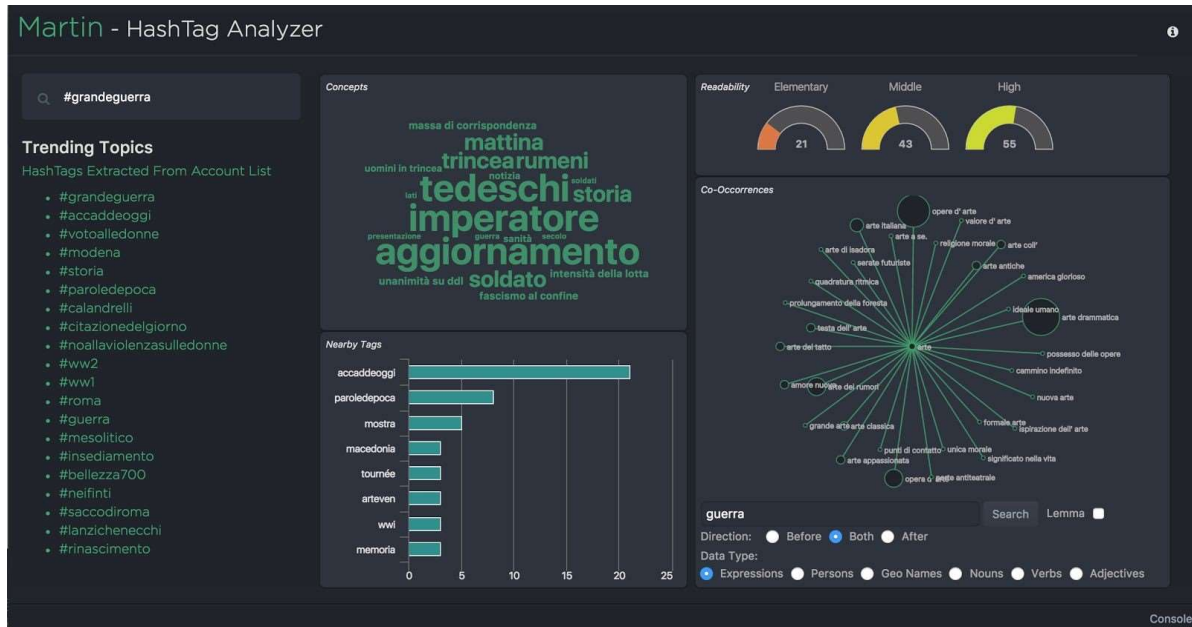 Martin - HashTag Analyzer
#grandeguerra
Trending Topics
HashTags Extracted From Account List
#grandeguerra
#accaddeoggi
#votoalledonne
#modena
#storia
#paroledepoca
#calandrelli
#citazionedelgiorno
#noallaviolenzasulledonne
#ww2
#ww1
#roma
#guerra
#mesolitico
#insediamento
#bellezza700
#neifinti
#saccodiroma
#lanzichenecchi
#rinascimento
Concepts
massa di corrispondenza
mattina
uomini in trincea trincea rumeni
notizia
lati tedeschi soldati storia
imperatore
presentazione guerra sanità secolo
aggiornamento
unanimità su ddl soldato intensità della lotta
fascismo al confine
Nearby Tags
accaddeoggi
paroledepoca
mostra
macedonia
tournée
arteven
wwi
memoria
0 5 10 15 20 25
Readability Elementary Middle High
21 43 55
Co-Occorrences
opere d' arte
valore d' arte
arte italiana
arte a se.
religione morale
arte coll'
arte di isadora
serate futuriste
arte antiche
quadratura ritmica
america glorioso
prolungamento della foresta
ideale umano
arte drammatica
testa dell' arte
arte del tatto
arte
possesso delle opere
cammino indefinito
amore nuova
arte dei rumori
nuova arte
grande arte
arte classica
formale arte
ispirazione dell' arte
punti di contatto
unica morale
arte appassionata
significato nella vita
opera d' arte
parte antiteatrale
guerra Search Lemma
Direction: Before Both After
Data Type:
Expressions Persons Geo Names Nouns Verbs Adjectives
Console